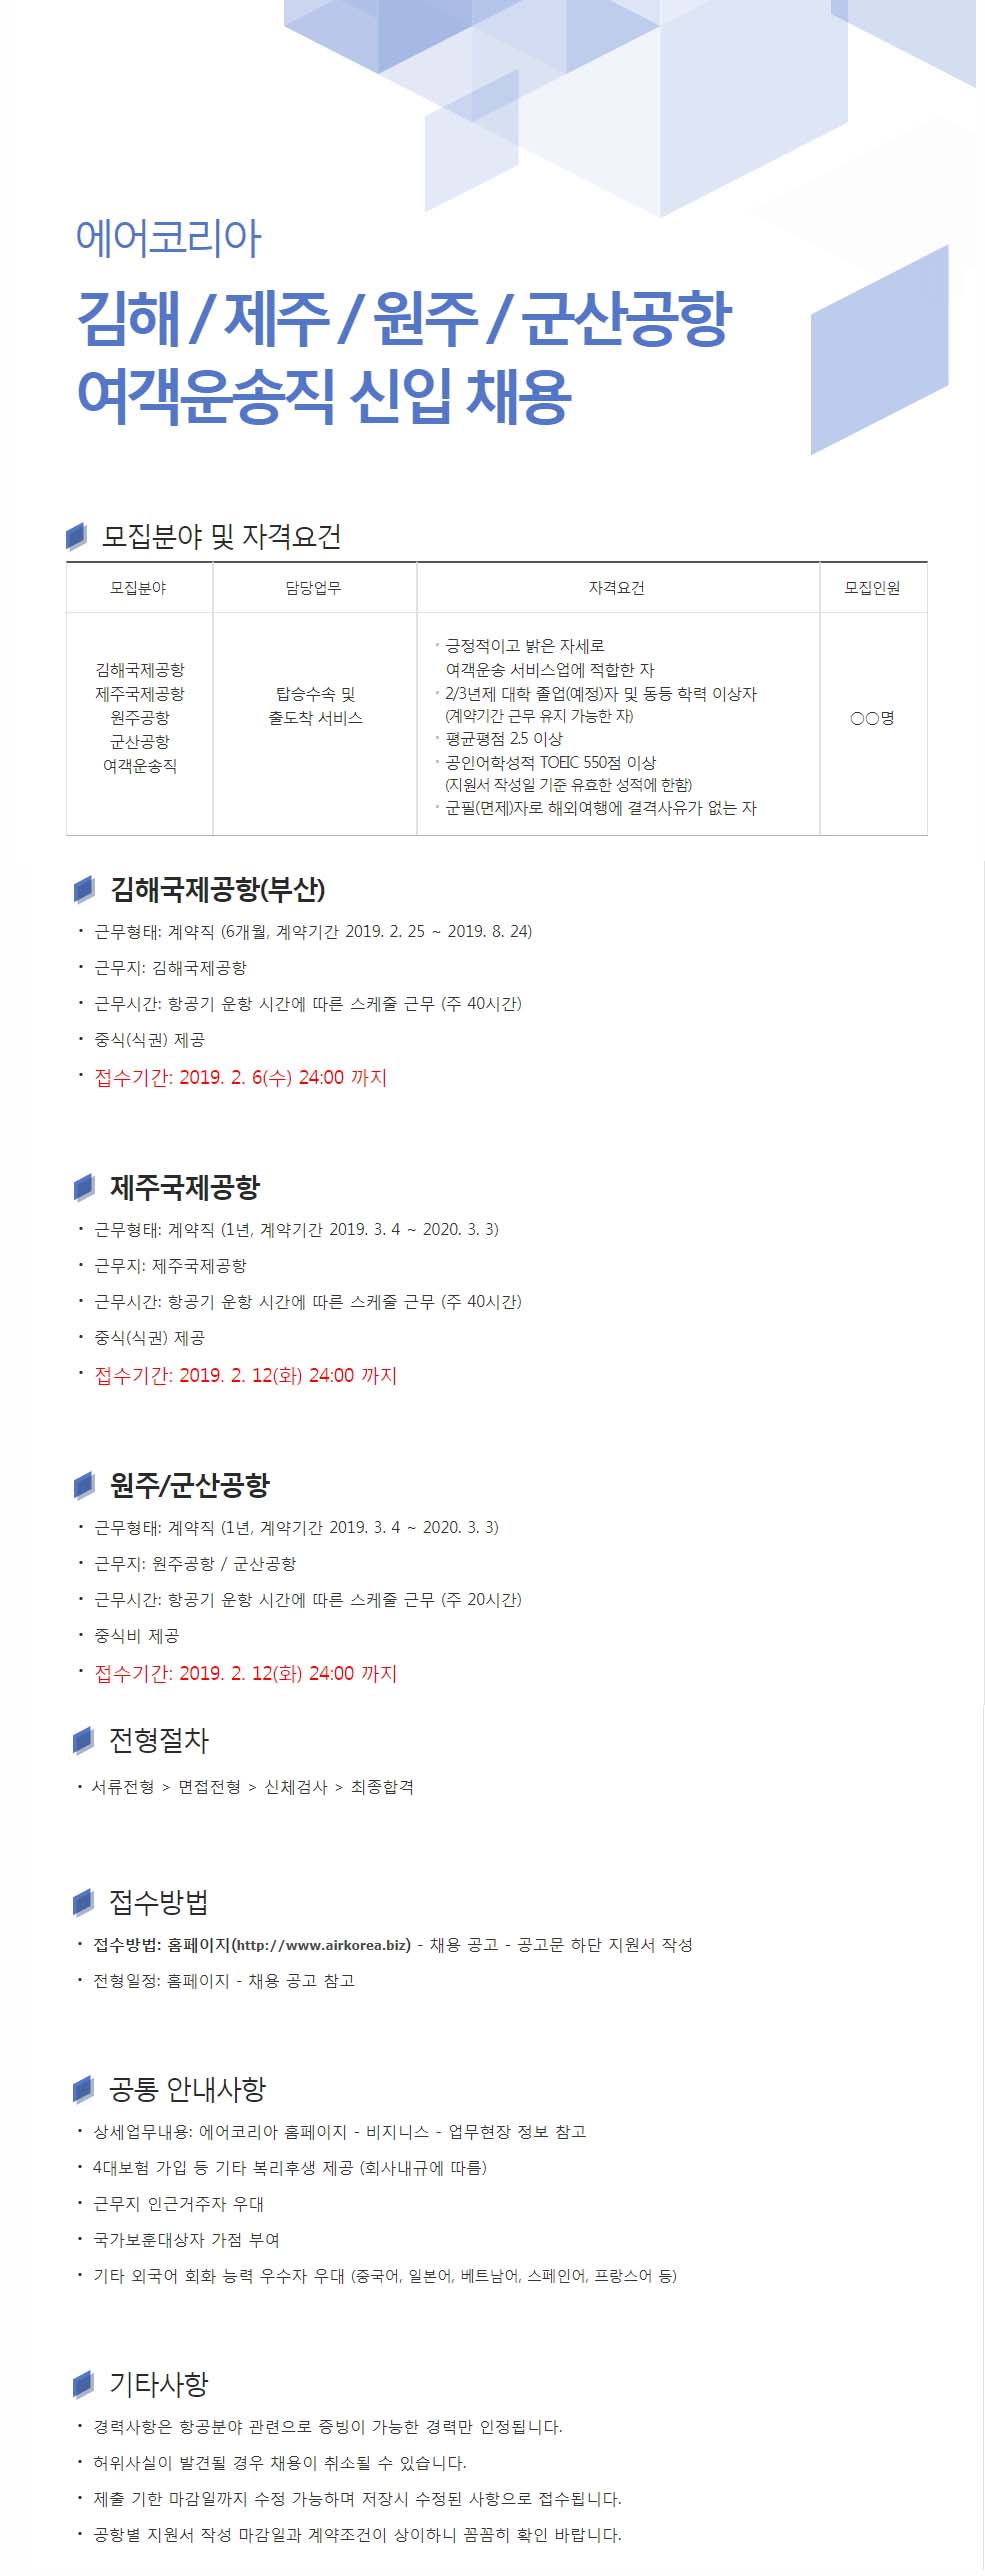 에어코리아
김해 / 제주 / 원주 / 군산공항
여객운송직 신입 채용
모집분야 및 자격요건
모집분야 담당업무 자격요건 모집인원
김해국제공항
제주국제공항
원주공항
군산공항
여객운송직
탑승수속 및
출도착 서비스
· 긍정적이고 밝은 자세로
여객운송 서비스업에 적합한 자
· 2/3년제 대학 졸업(예정)자 및 동등 학력 이상자
(계약기간 근무 유지 가능한 자)
· 평균평점 2.5 이상
· 공인어학성적 TOEIC 550점 이상
(지원서 작성일 기준 유효한 성적에 한함)
· 군필(면제)자로 해외여행에 결격사유가 없는 자
○○명
김해국제공항(부산)
· 근무형태: 계약직 (6개월, 계약기간 2019. 2. 25 ~ 2019. 8. 24)
· 근무지: 김해국제공항
· 근무시간: 항공기 운항 시간에 따른 스케줄 근무 (주 40시간)
· 중식(식권) 제공
· 접수기간: 2019. 2. 6(수) 24:00 까지
제주국제공항
· 근무형태: 계약직 (1년, 계약기간 2019. 3. 4 ~ 2020. 3. 3)
· 근무지: 제주국제공항
· 근무시간: 항공기 운항 시간에 따른 스케줄 근무 (주 40시간)
· 중식(식권) 제공
· 접수기간: 2019. 2. 12(화) 24:00 까지
원주/군산공항
· 근무형태: 계약직 (1년, 계약기간 2019. 3. 4 ~ 2020. 3. 3)
· 근무지: 원주공항 / 군산공항
· 근무시간: 항공기 운항 시간에 따른 스케줄 근무 (주 20시간)
· 중식비 제공
· 접수기간: 2019. 2. 12(화) 24:00 까지
전형절차
· 서류전형 > 면접전형 > 신체검사 > 최종합격
접수방법
· 접수방법: 홈페이지(http://www.airkorea.biz) - 채용 공고 - 공고문 하단 지원서 작성
· 전형일정: 홈페이지 - 채용 공고 참고
공통 안내사항
· 상세업무내용: 에어코리아 홈페이지 - 비지니스 - 업무현장 정보 참고
· 4대보험 가입 등 기타 복리후생 제공 (회사내규에 따름)
· 근무지 인근거주자 우대
· 국가보훈대상자 가점 부여
· 기타 외국어 회화 능력 우수자 우대 (중국어, 일본어, 베트남어, 스페인어, 프랑스어 등)
기타사항
· 경력사항은 항공분야 관련으로 증빙이 가능한 경력만 인정됩니다.
· 허위사실이 발견될 경우 채용이 취소될 수 있습니다.
· 제출 기한 마감일까지 수정 가능하며 저장시 수정된 사항으로 접수됩니다.
· 공항별 지원서 작성 마감일과 계약조건이 상이하니 꼼꼼히 확인 바랍니다.